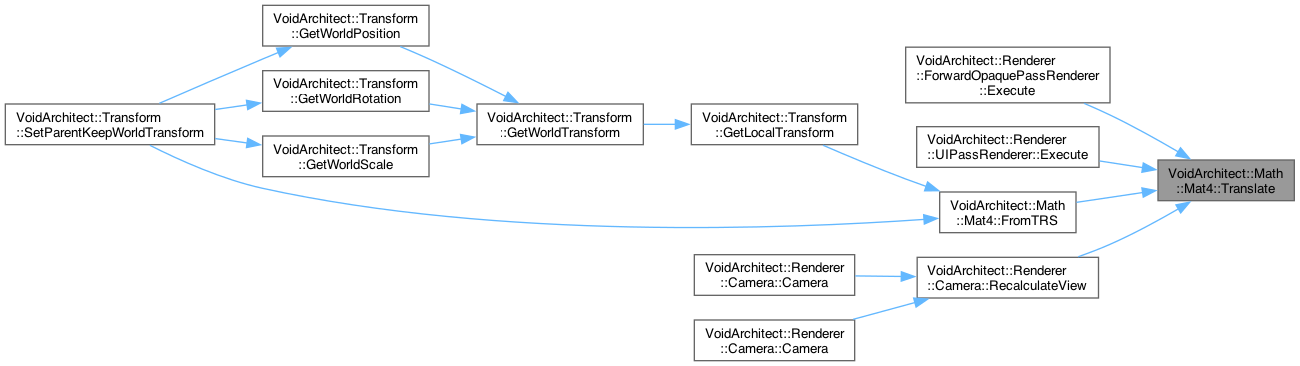 VoidArchitect::Transform
::GetWorldPosition
VoidArchitect::Renderer
::ForwardOpaquePassRenderer
::Execute
VoidArchitect::Transform
::GetWorldRotation
VoidArchitect::Transform
::SetParentKeepWorldTransform
VoidArchitect::Transform
::GetWorldTransform
VoidArchitect::Transform
::GetLocalTransform
VoidArchitect::Renderer
::UIPassRenderer::Execute
VoidArchitect::Transform
::GetWorldScale
VoidArchitect::Math
::Mat4::Translate
VoidArchitect::Math
::Mat4::FromTRS
VoidArchitect::Renderer
::Camera::Camera
VoidArchitect::Renderer
::Camera::RecalculateView
VoidArchitect::Renderer
::Camera::Camera